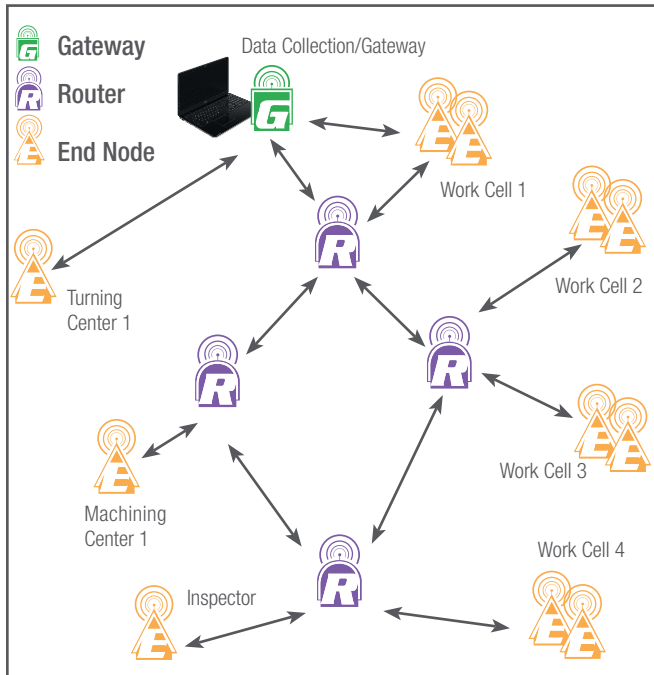 Gateway
Router
End Node
Data Collection/Gateway
G
G
R
E
E
E
Work Cell 1
R
E
E
Work Cell 2
E
Turning
Center 1
R
R
E
E
Work Cell 3
E
Machining
Center 1
Work Cell 4
R
E
E
Inspector
E